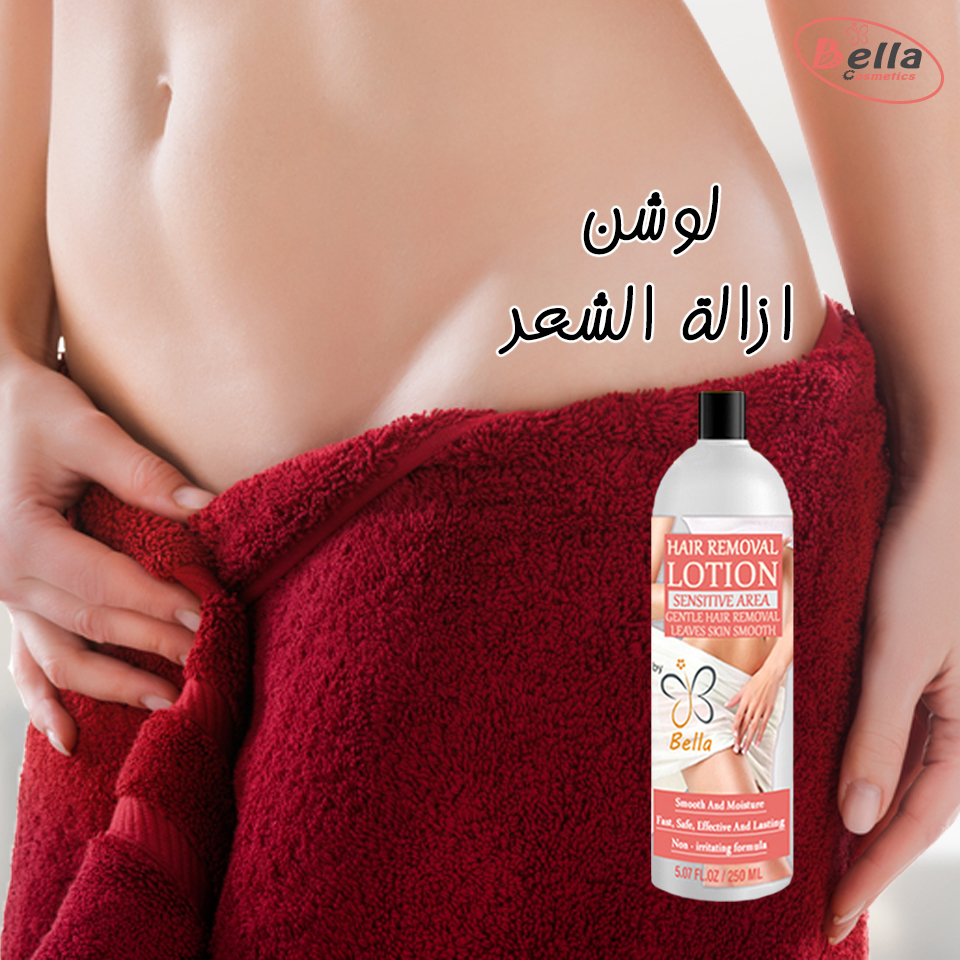 Bella
Cosmetics
لوشن
ازالة الشعر
HAIR REMOVAL
LOTION
SENSITIVE AREA
GENTLE HAIR REMOVAL
LEAVES SKIN SMOOTH
by
Bella
Smooth And Moisture
Fast, Safe, Effective And Lasting
Non - irritating formula
5.07 FL.OZ / 250 ML